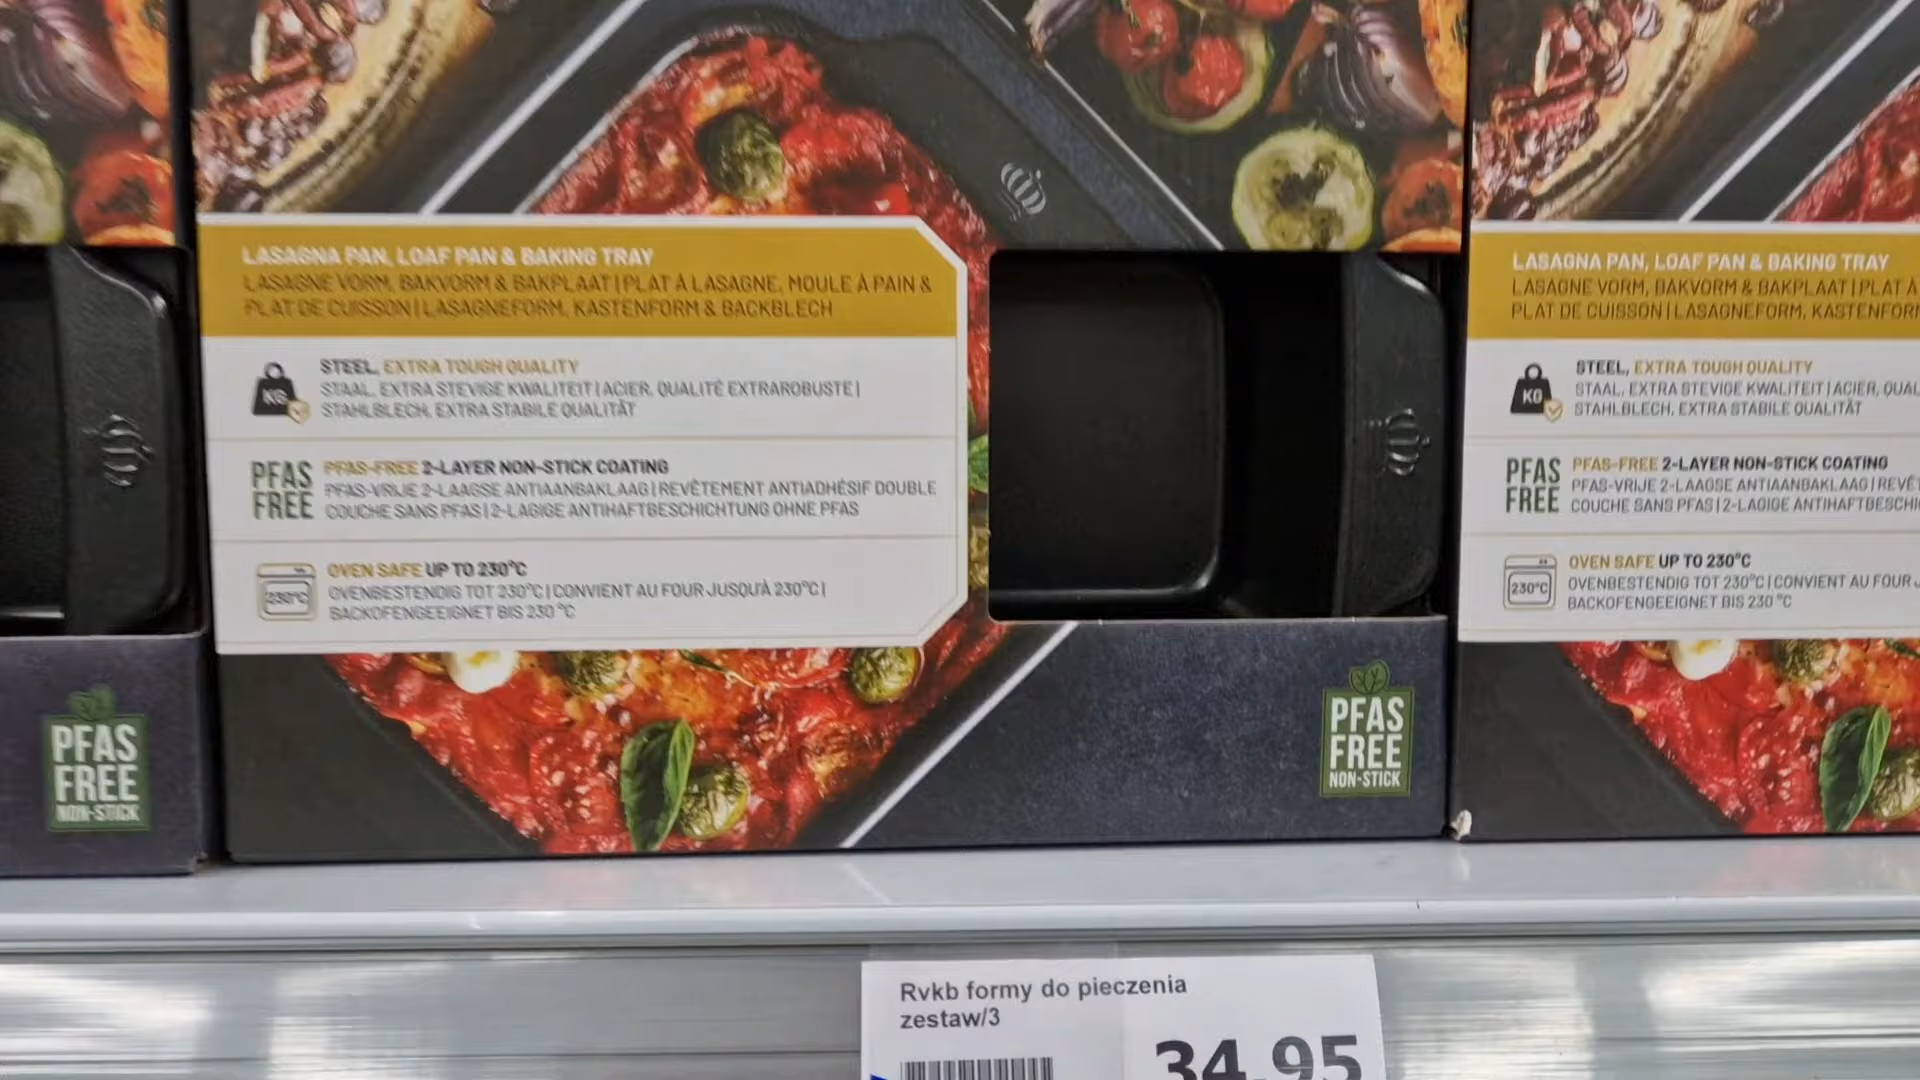 LASAGNA PAN, LOAF PAN & BAKING TRAY
LASAGNE VORM, BAKVORM & BAKPLAAT | PLAT À LASAGNE, MOULE À PAIN &
PLAT DE CUISSON | LASAGNEFORM, KASTENFORM & BACKBLECH
KG
STEEL, EXTRA TOUGH QUALITY
STAAL, EXTRA STEVIGE KWALITEIT | ACIER, QUALITÉ EXTRAROBUSTE |
STAHLBLECH, EXTRA STABILE QUALITÄT
PFAS
FREE
PFAS-FREE 2-LAYER NON-STICK COATING
PFAS-VRIJE 2-LAAGSE ANTIAANBAKLAAG | REVÊTEMENT ANTIADHÉSIF DOUBLE
COUCHE SANS PFAS | 2-LAGIGE ANTIHAFTBESCHICHTUNG OHNE PFAS
230°C
OVEN SAFE UP TO 230°C
OVENBESTENDIG TOT 230°C | CONVIENT AU FOUR JUSQU'À 230°C |
BACKOFENGEEIGNET BIS 230 °C
PFAS
FREE
NON-STICK
LASAGNA PAN, LOAF PAN & BAKING TRAY
LASAGNE VORM, BAKVORM & BAKPLAAT | PLAT À
PLAT DE CUISSON | LASAGNEFORM, KASTENFORM
KG
STEEL, EXTRA TOUGH QUALITY
STAAL, EXTRA STEVIGE KWALITEIT | ACIER, QUAL
STAHLBLECH, EXTRA STABILE QUALITÄT
PFAS
FREE
PFAS-FREE 2-LAYER NON-STICK COATING
PFAS-VRIJE 2-LAAGSE ANTIAANBAKLAAG | REVÊ
COUCHE SANS PFAS | 2-LAGIGE ANTIHAFTBESCHI
230°C
OVEN SAFE UP TO 230°C
OVENBESTENDIG TOT 230°C | CONVIENT AU FOUR J
BACKOFENGEEIGNET BIS 230 °C
PFAS
FREE
NON-STICK
Rvkb formy do pieczenia
zestaw/3
34.95